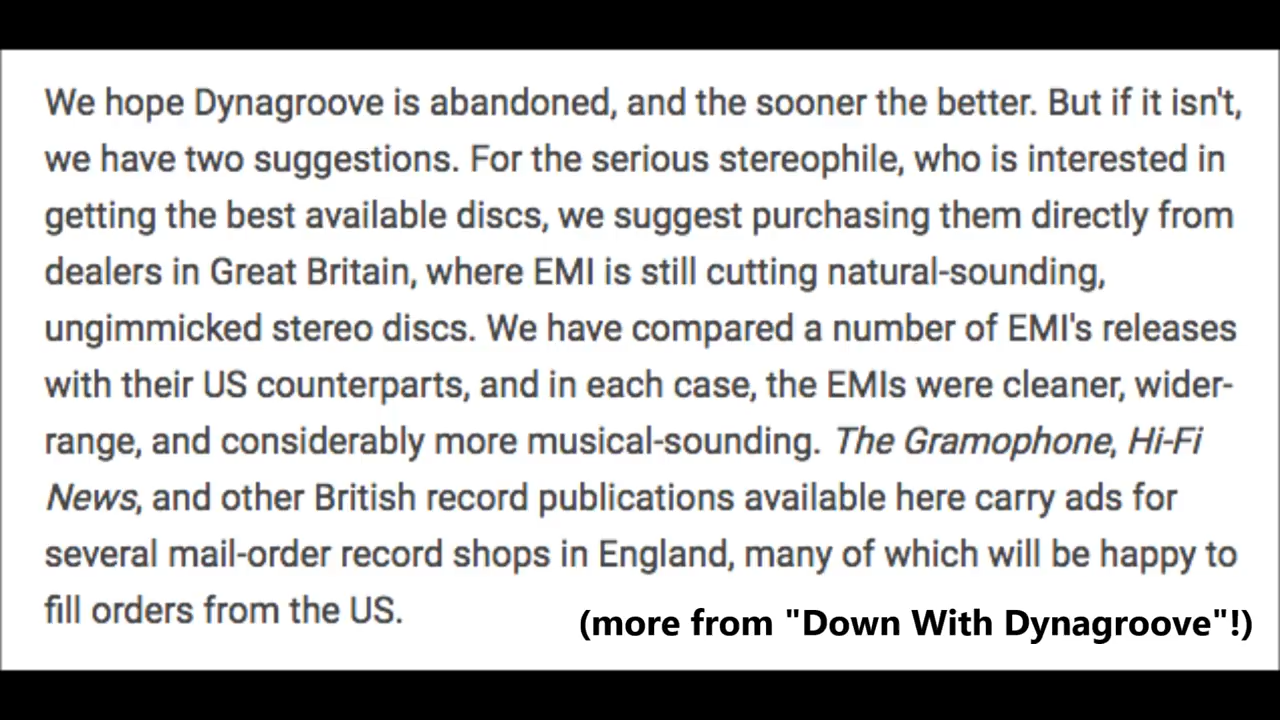 We hope Dynagroove is abandoned, and the sooner the better. But if it isn't,
we have two suggestions. For the serious stereophile, who is interested in
getting the best available discs, we suggest purchasing them directly from
dealers in Great Britain, where EMI is still cutting natural-sounding,
ungimmicked stereo discs. We have compared a number of EMI's releases
with their US counterparts, and in each case, the EMIs were cleaner, wider-
range, and considerably more musical-sounding. The Gramophone, Hi-Fi
News, and other British record publications available here carry ads for
several mail-order record shops in England, many of which will be happy to
fill orders from the US.
(more from "Down With Dynagroove"!)